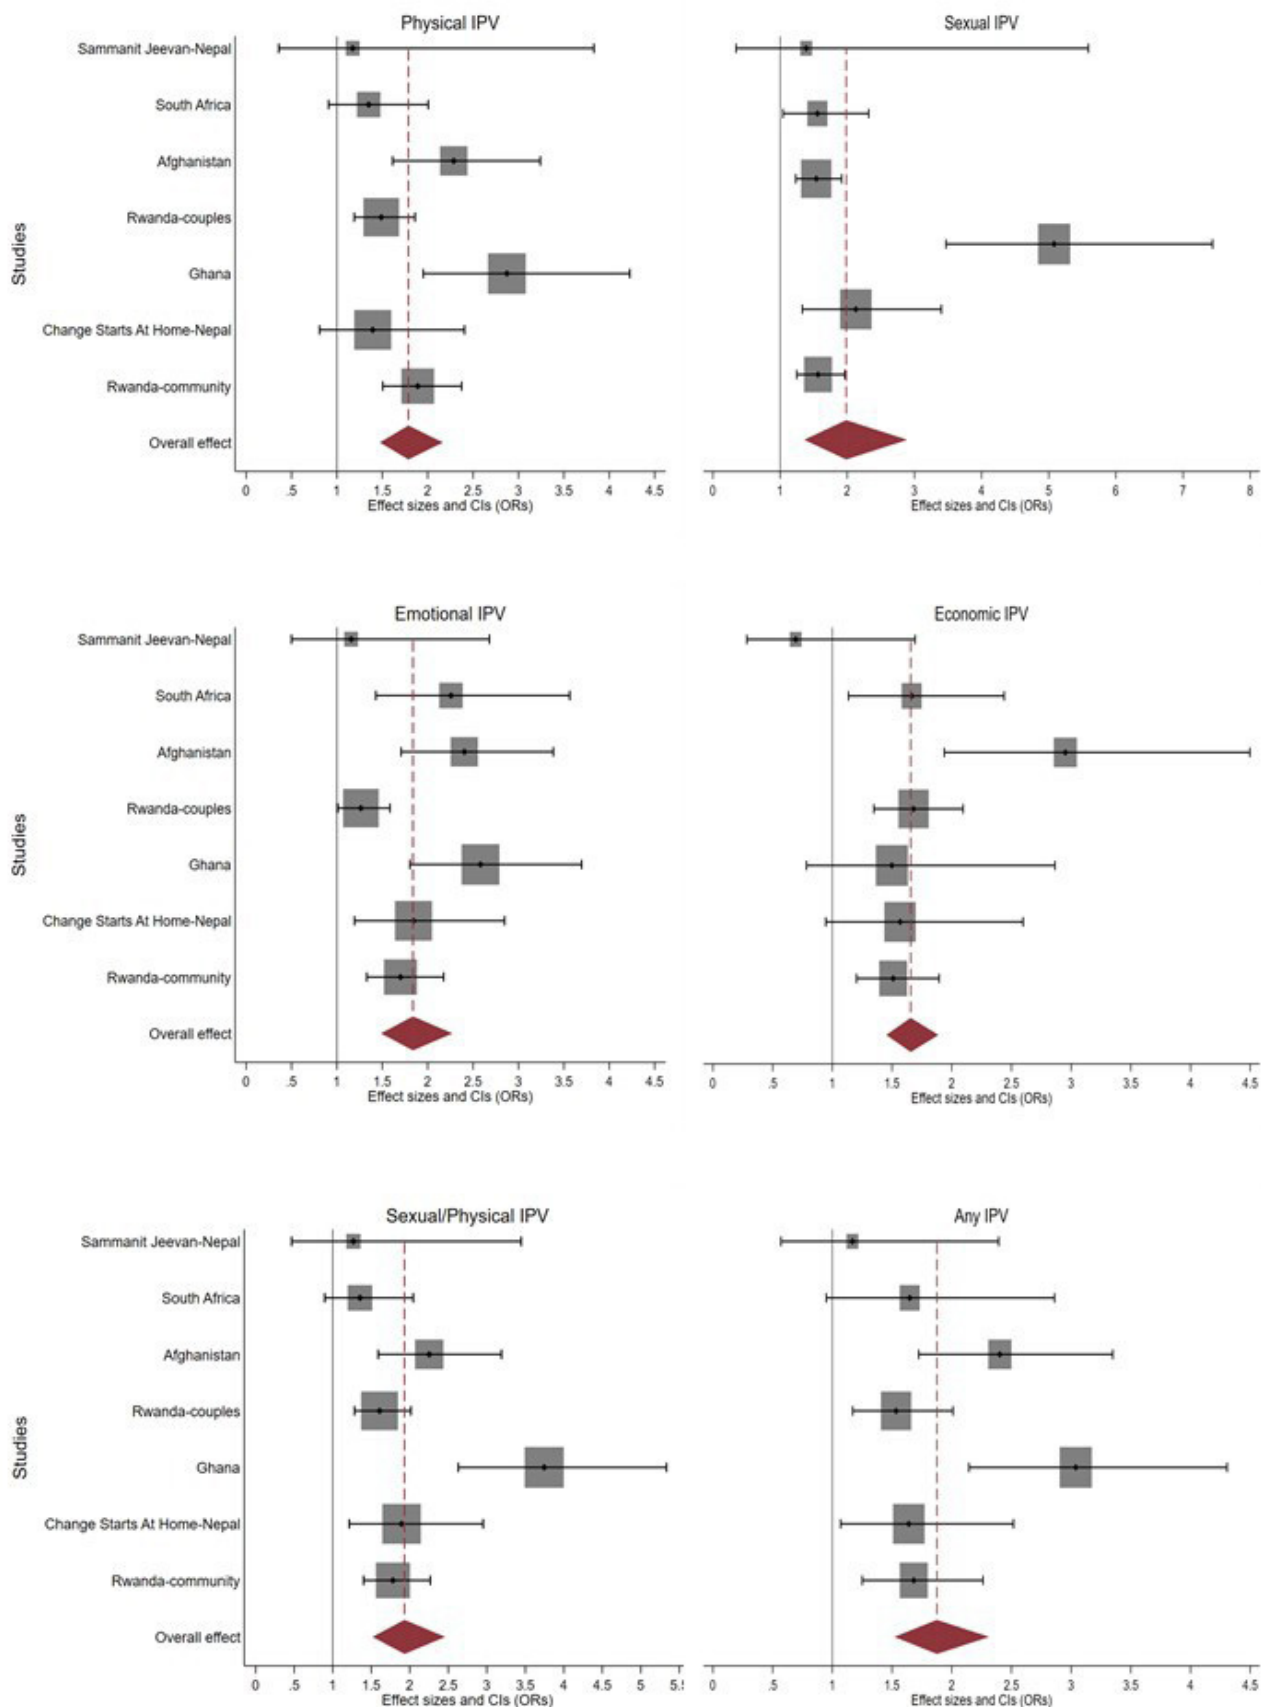 Physical IPV
Sammanit Jeevan-Nepal
South Africa
Afghanistan
Rwanda-couples
Ghana
Change Starts At Home-Nepal
Rwanda-community
Overall effect
Studies
0 .5 1 1.5 2 2.5 3 3.5 4 4.5
Effect sizes and CIs (ORs)
Sexual IPV
0 1 2 3 4 5 6 7 8
Effect sizes and CIs (ORs)
Emotional IPV
Sammanit Jeevan-Nepal
South Africa
Afghanistan
Rwanda-couples
Ghana
Change Starts At Home-Nepal
Rwanda-community
Overall effect
Studies
0 .5 1 1.5 2 2.5 3 3.5 4 4.5
Effect sizes and CIs (ORs)
Economic IPV
0 .5 1 1.5 2 2.5 3 3.5 4 4.5
Effect sizes and CIs (ORs)
Sexual/Physical IPV
Sammanit Jeevan-Nepal
South Africa
Afghanistan
Rwanda-couples
Ghana
Change Starts At Home-Nepal
Rwanda-community
Overall effect
Studies
0 .5 1 1.5 2 2.5 3 3.5 4 4.5 5 5.5
Effect sizes and CIs (ORs)
Any IPV
0 .5 1 1.5 2 2.5 3 3.5 4 4.5
Effect sizes and CIs (ORs)